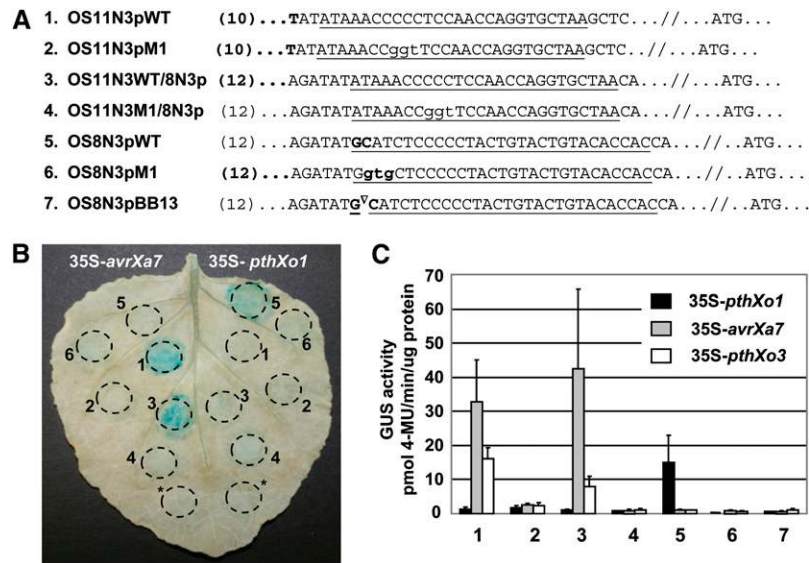 A
1. OS11N3pWT (10)...TATATAAACCCCCTCCAACCAGGTGCTAAGCTC...//...ATG...
2. OS11N3pM1 (10)...TATATAAACCggtTCCAACCAGGTGCTAAGCTC...//...ATG...
3. OS11N3WT/8N3p (12)...AGATATATAAACCCCCTCCAACCAGGTGCTAACA...//...ATG...
4. OS11N3M1/8N3p (12)...AGATATATAAACCggtTCCAACCAGGTGCTAACA...//...ATG...
5. OS8N3pWT (12)...AGATATGCATCTCCCCCTACTGTACTGTACACCACCA...//...ATG...
6. OS8N3pM1 (12)...AGATATGgtgCTCCCCCTACTGTACTGTACACCACCA...//...ATG...
7. OS8N3pBB13 (12)...AGATATG▽CATCTCCCCCTACTGTACTGTACACCACCA...//...ATG...
B
35S-avrXa7 35S- pthXo1
5 5
6 6
1 1
2 2
3 3
4 4
* *
C
GUS activity
pmol 4-MU/min/ug protein
70
60
50
40
30
20
10
0
35S-pthXo1
35S-avrXa7
35S-pthXo3
1 2 3 4 5 6 7